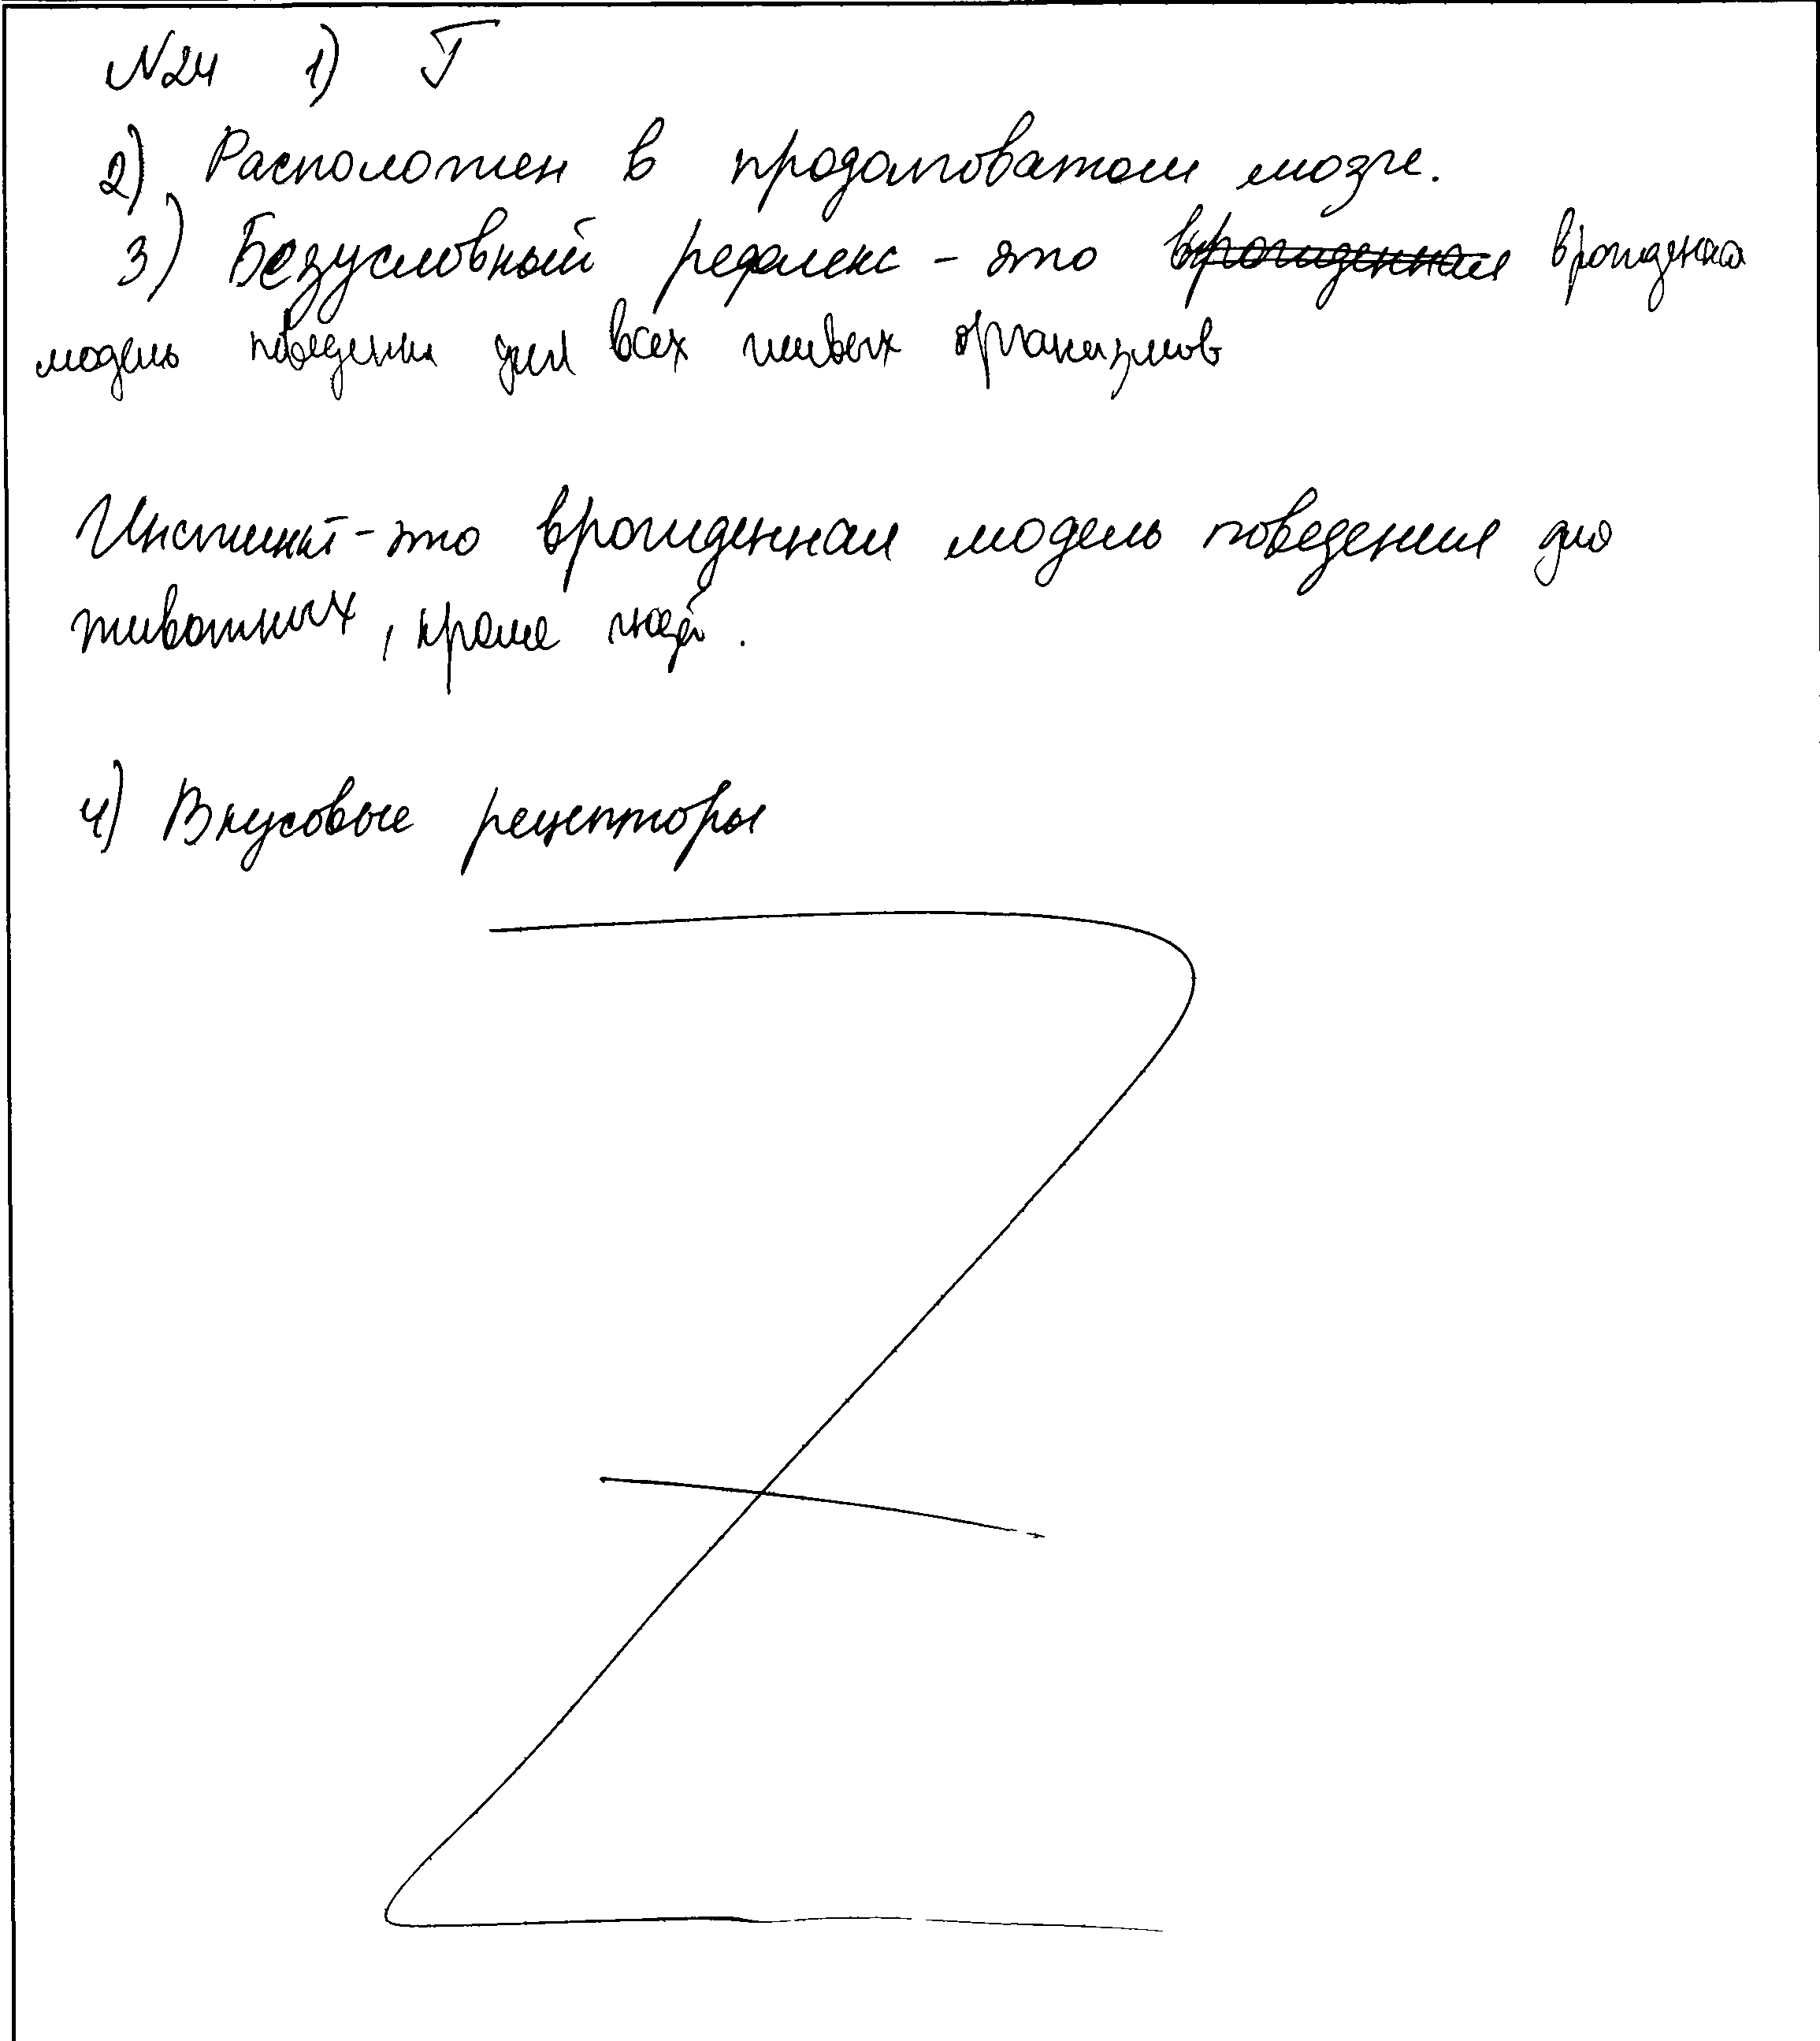 №24 1) Г
2) Расположен в продолговатом мозге.
3) Безусловный рефлекс - это врожденная врожденная
модель поведения для всех живых организмов
Инстинкт - это врожденная модель поведения для
животных, кроме людей.
4) Вкусовые рецепторы